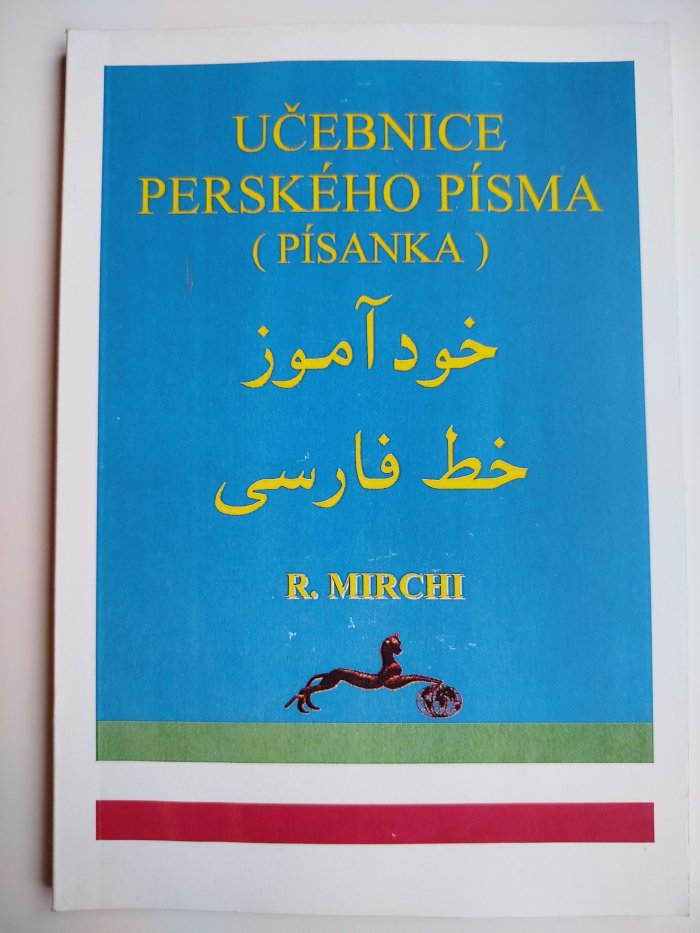 UČEBNICE
PERSKÉHO PÍSMA
( PÍSANKA )
خودآموز
خط فارسی
R. MIRCHI